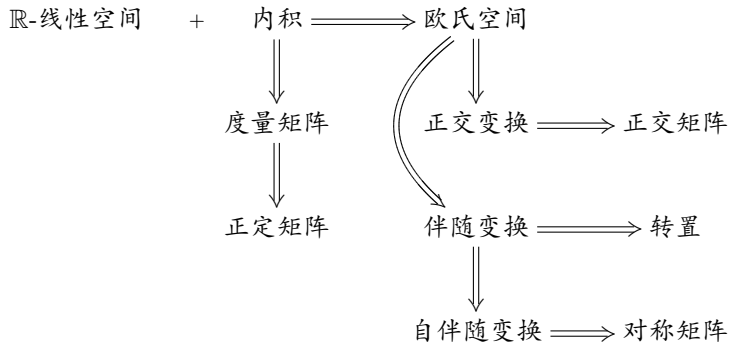 ℝ-线性空间 + 内积 欧氏空间
度量矩阵 正交变换 正交矩阵
正定矩阵 伴随变换 转置
自伴随变换 对称矩阵